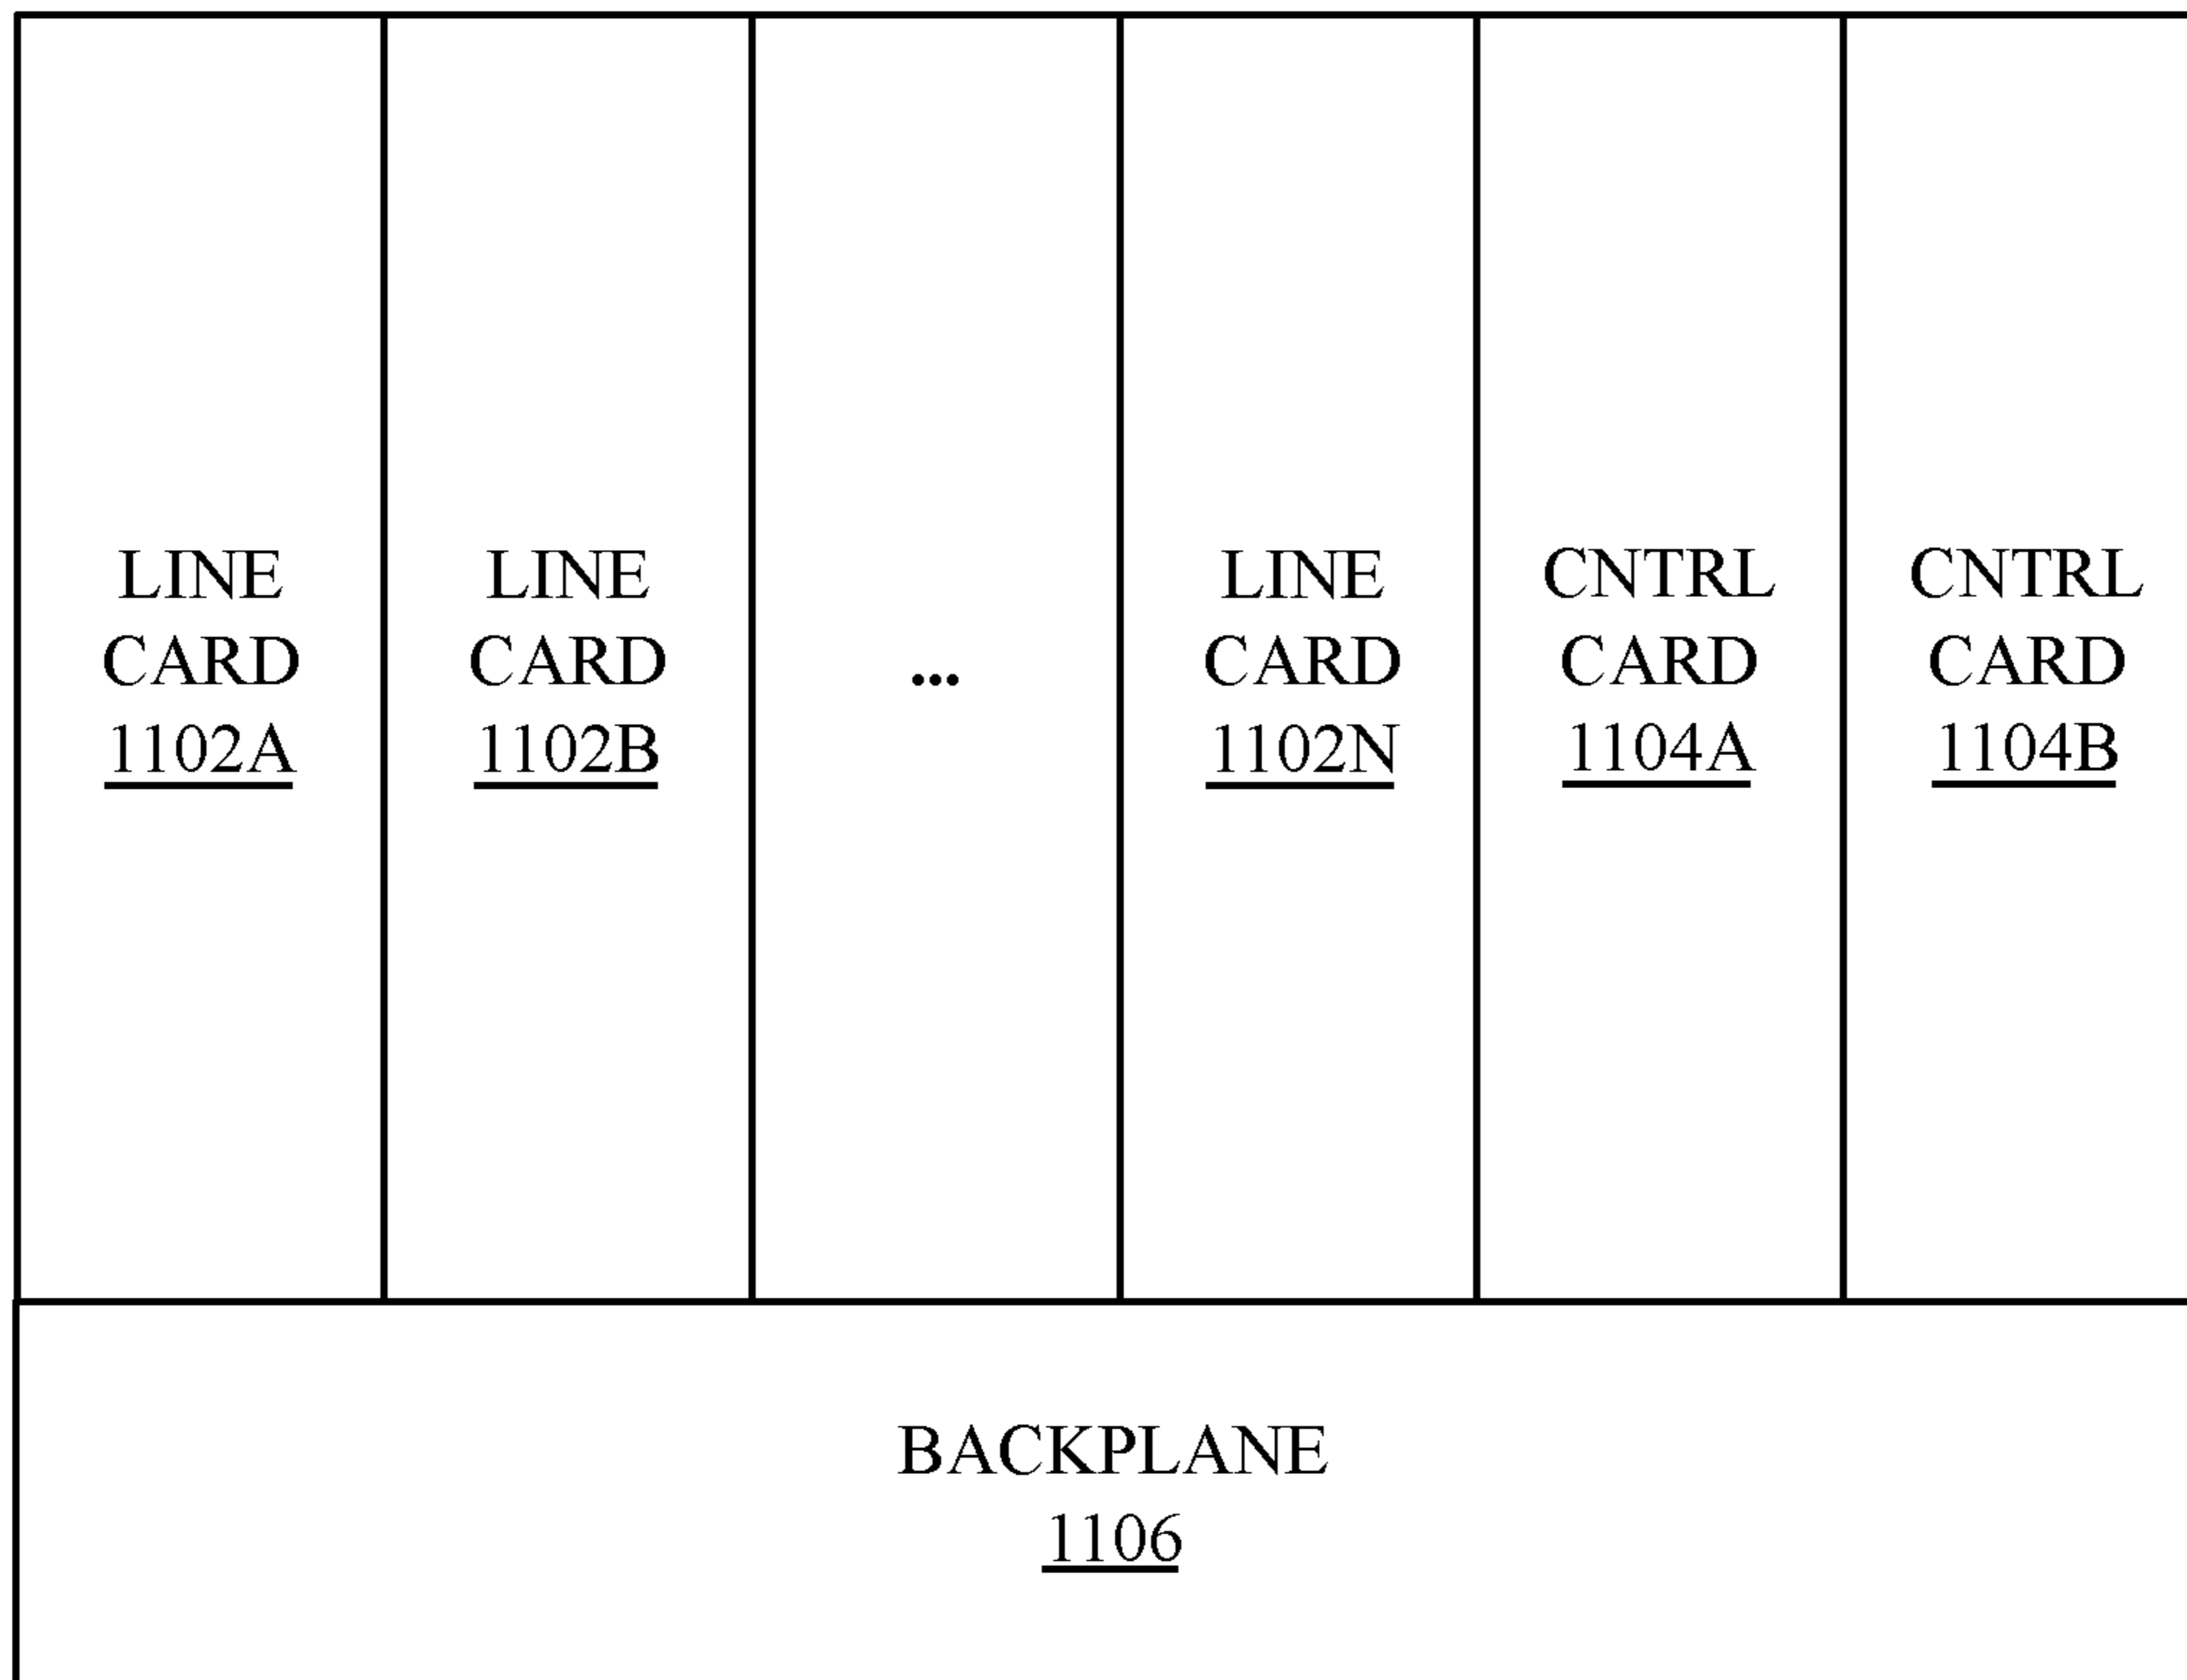 LINE
CARD
1102A
LINE
CARD
1102B
...
LINE
CARD
1102N
CNTRL
CARD
1104A
CNTRL
CARD
1104B
BACKPLANE
1106